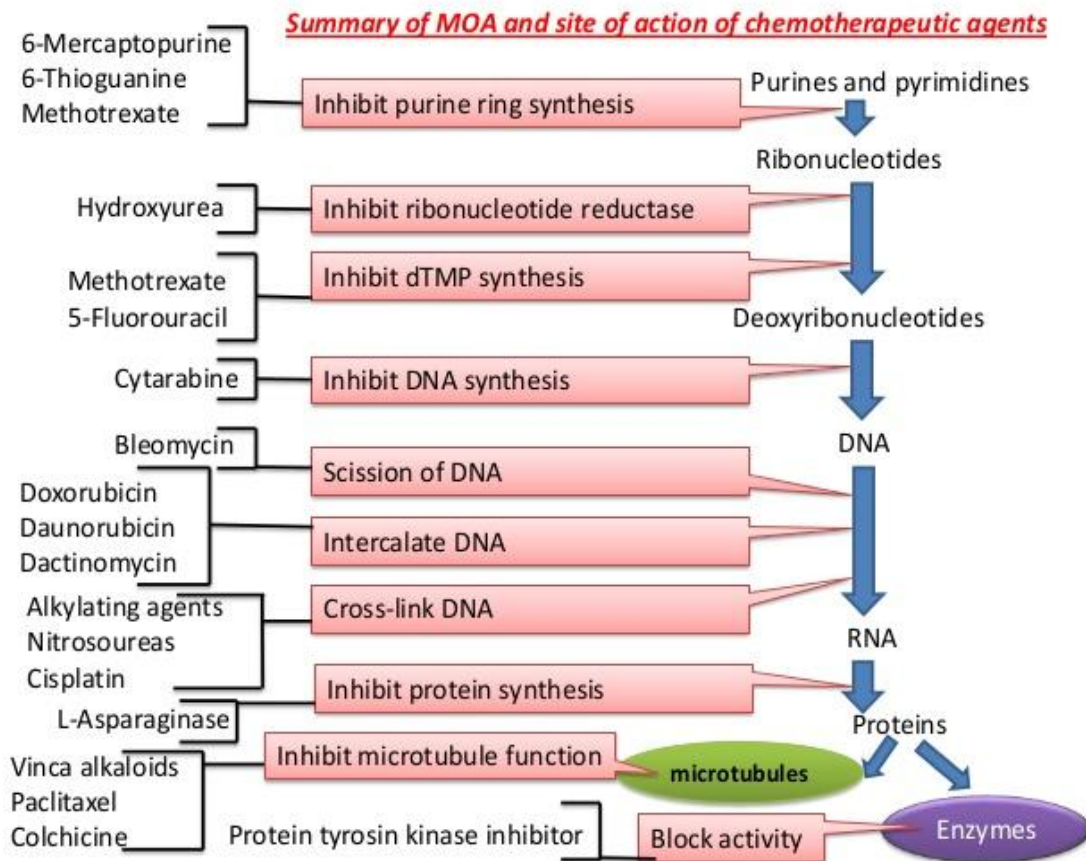 Summary of MOA and site of action of chemotherapeutic agents
6-Mercaptopurine
6-Thioguanine
Methotrexate
Inhibit purine ring synthesis
Purines and pyrimidines
Ribonucleotides
Hydroxyurea
Inhibit ribonucleotide reductase
Methotrexate
5-Fluorouracil
Inhibit dTMP synthesis
Deoxyribonucleotides
Cytarabine
Inhibit DNA synthesis
DNA
Bleomycin
Scission of DNA
Doxorubicin
Daunorubicin
Dactinomycin
Intercalate DNA
Alkylating agents
Nitrosoureas
Cisplatin
Cross-link DNA
RNA
L-Asparaginase
Inhibit protein synthesis
Proteins
Vinca alkaloids
Paclitaxel
Colchicine
Inhibit microtubule function
microtubules
Protein tyrosin kinase inhibitor
Block activity
Enzymes